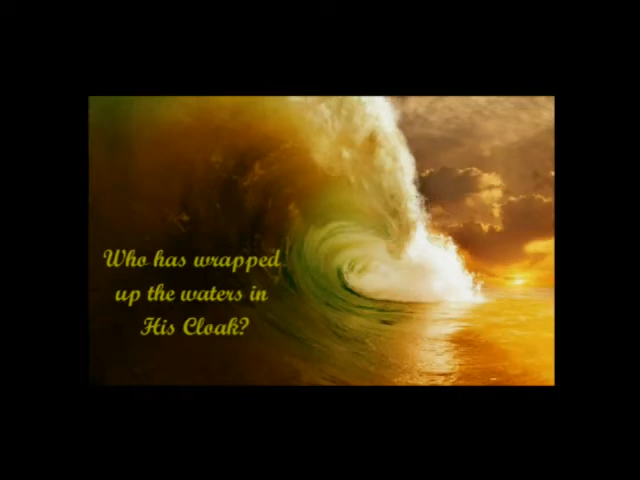 Who has wrapped
up the waters in
His Cloak?